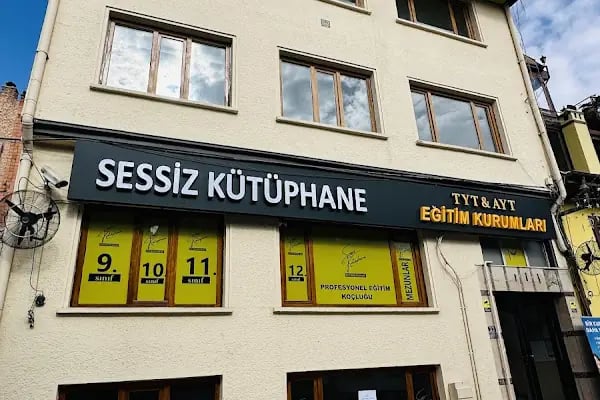 SESSİZ KÜTÜPHANE
TYT & AYT
EĞİTİM KURUMLARI
9.
sınıf
10
sınıf
11.
sınıf
12
sınıf
PROFESYONEL EĞİTİM
KOÇLUĞU
MEZUNLAR